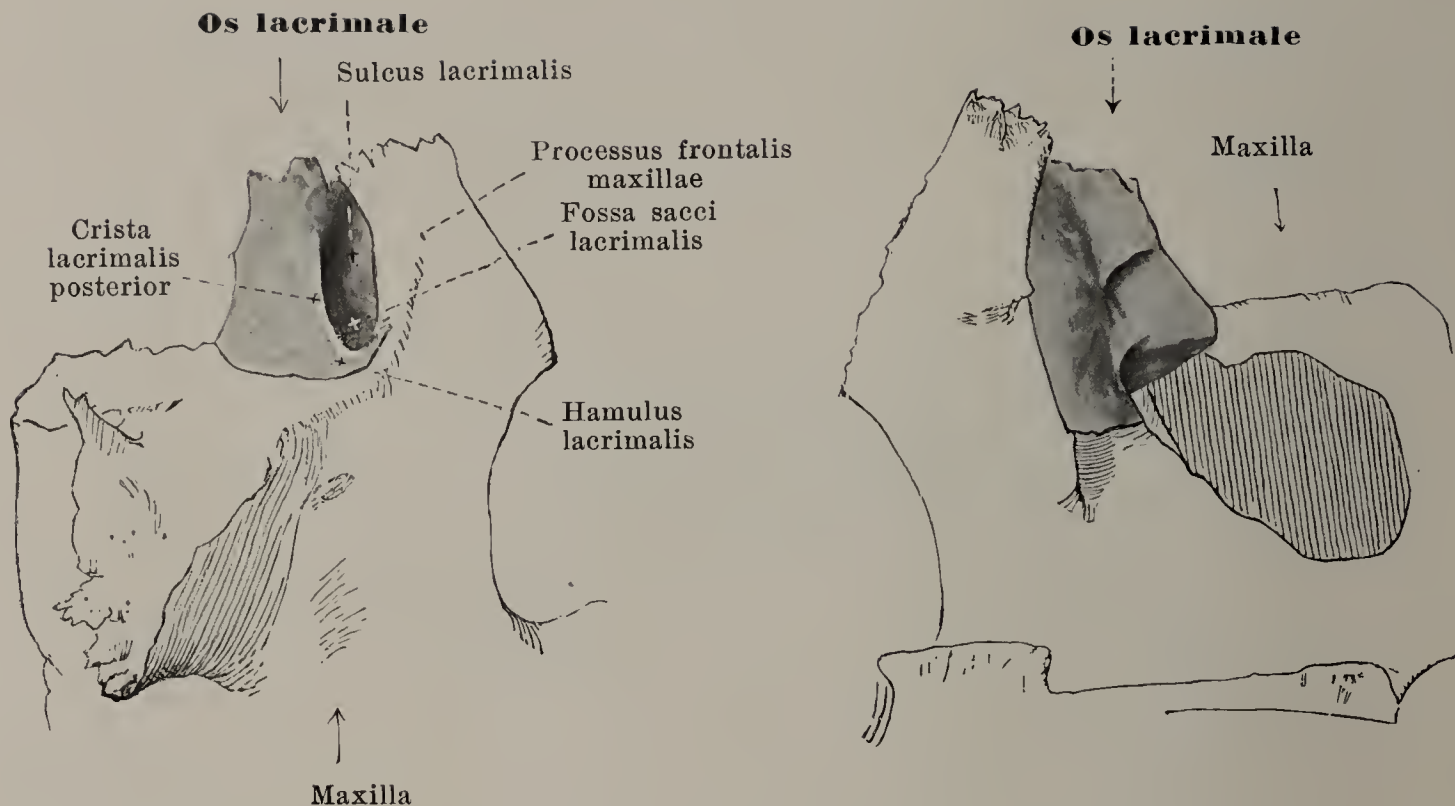 Os lacrimale
Sulcus lacrimalis
Processus frontalis
maxillae
Fossa sacci
lacrimalis
Crista
lacrimalis
posterior
Hamulus
lacrimalis
Maxilla
Os lacrimale
Maxilla